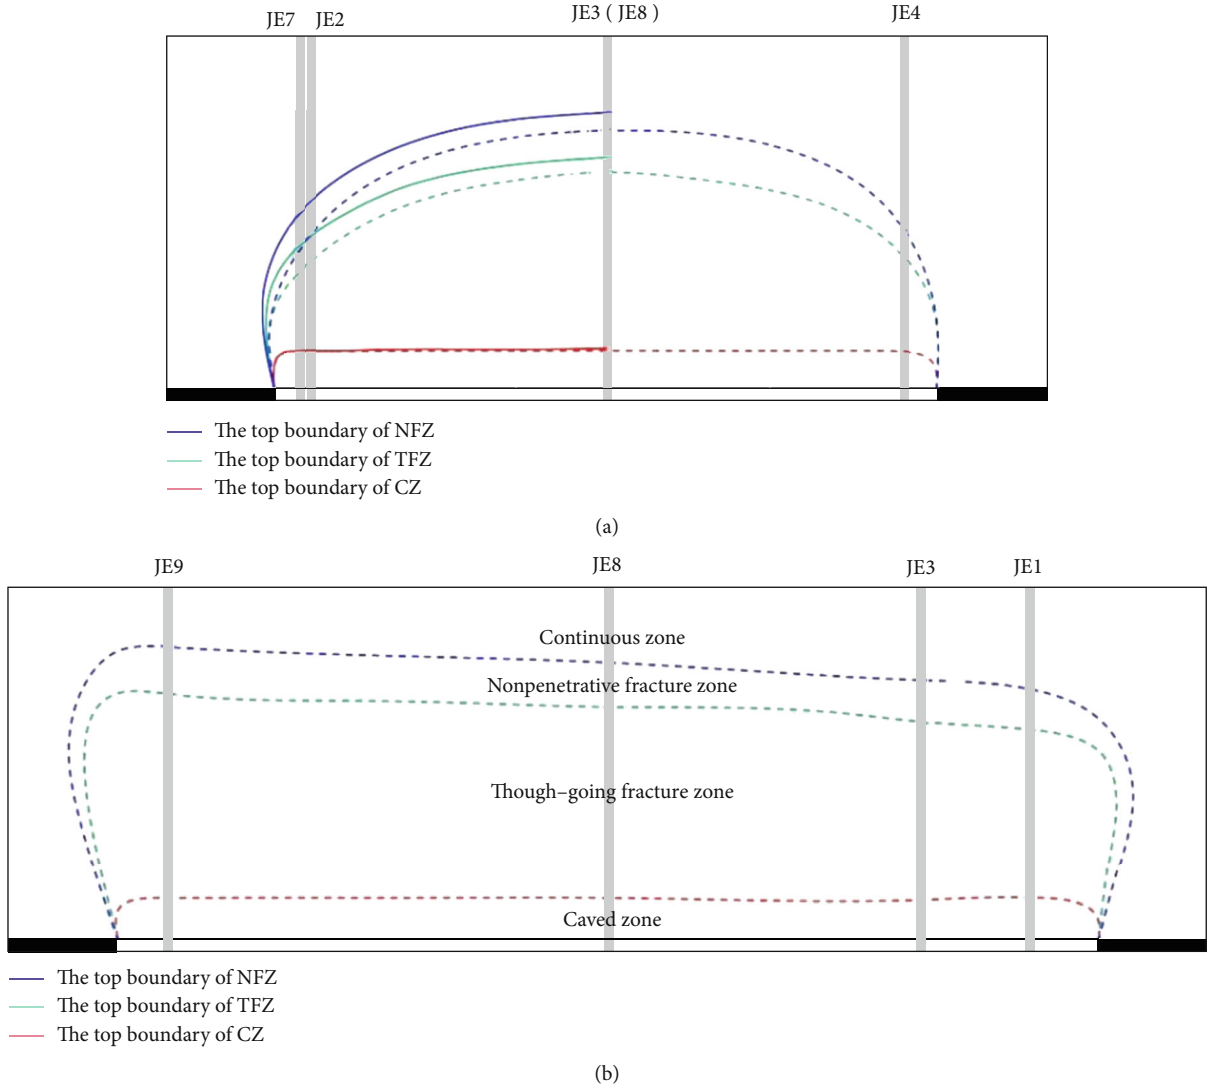 JE7 JE2 JE3 ( JE8 ) JE4
The top boundary of NFZ
The top boundary of TFZ
The top boundary of CZ
(a)
JE9 JE8 JE3 JE1
Continuous zone
Nonpenetrative fracture zone
Though–going fracture zone
Caved zone
The top boundary of NFZ
The top boundary of TFZ
The top boundary of CZ
(b)